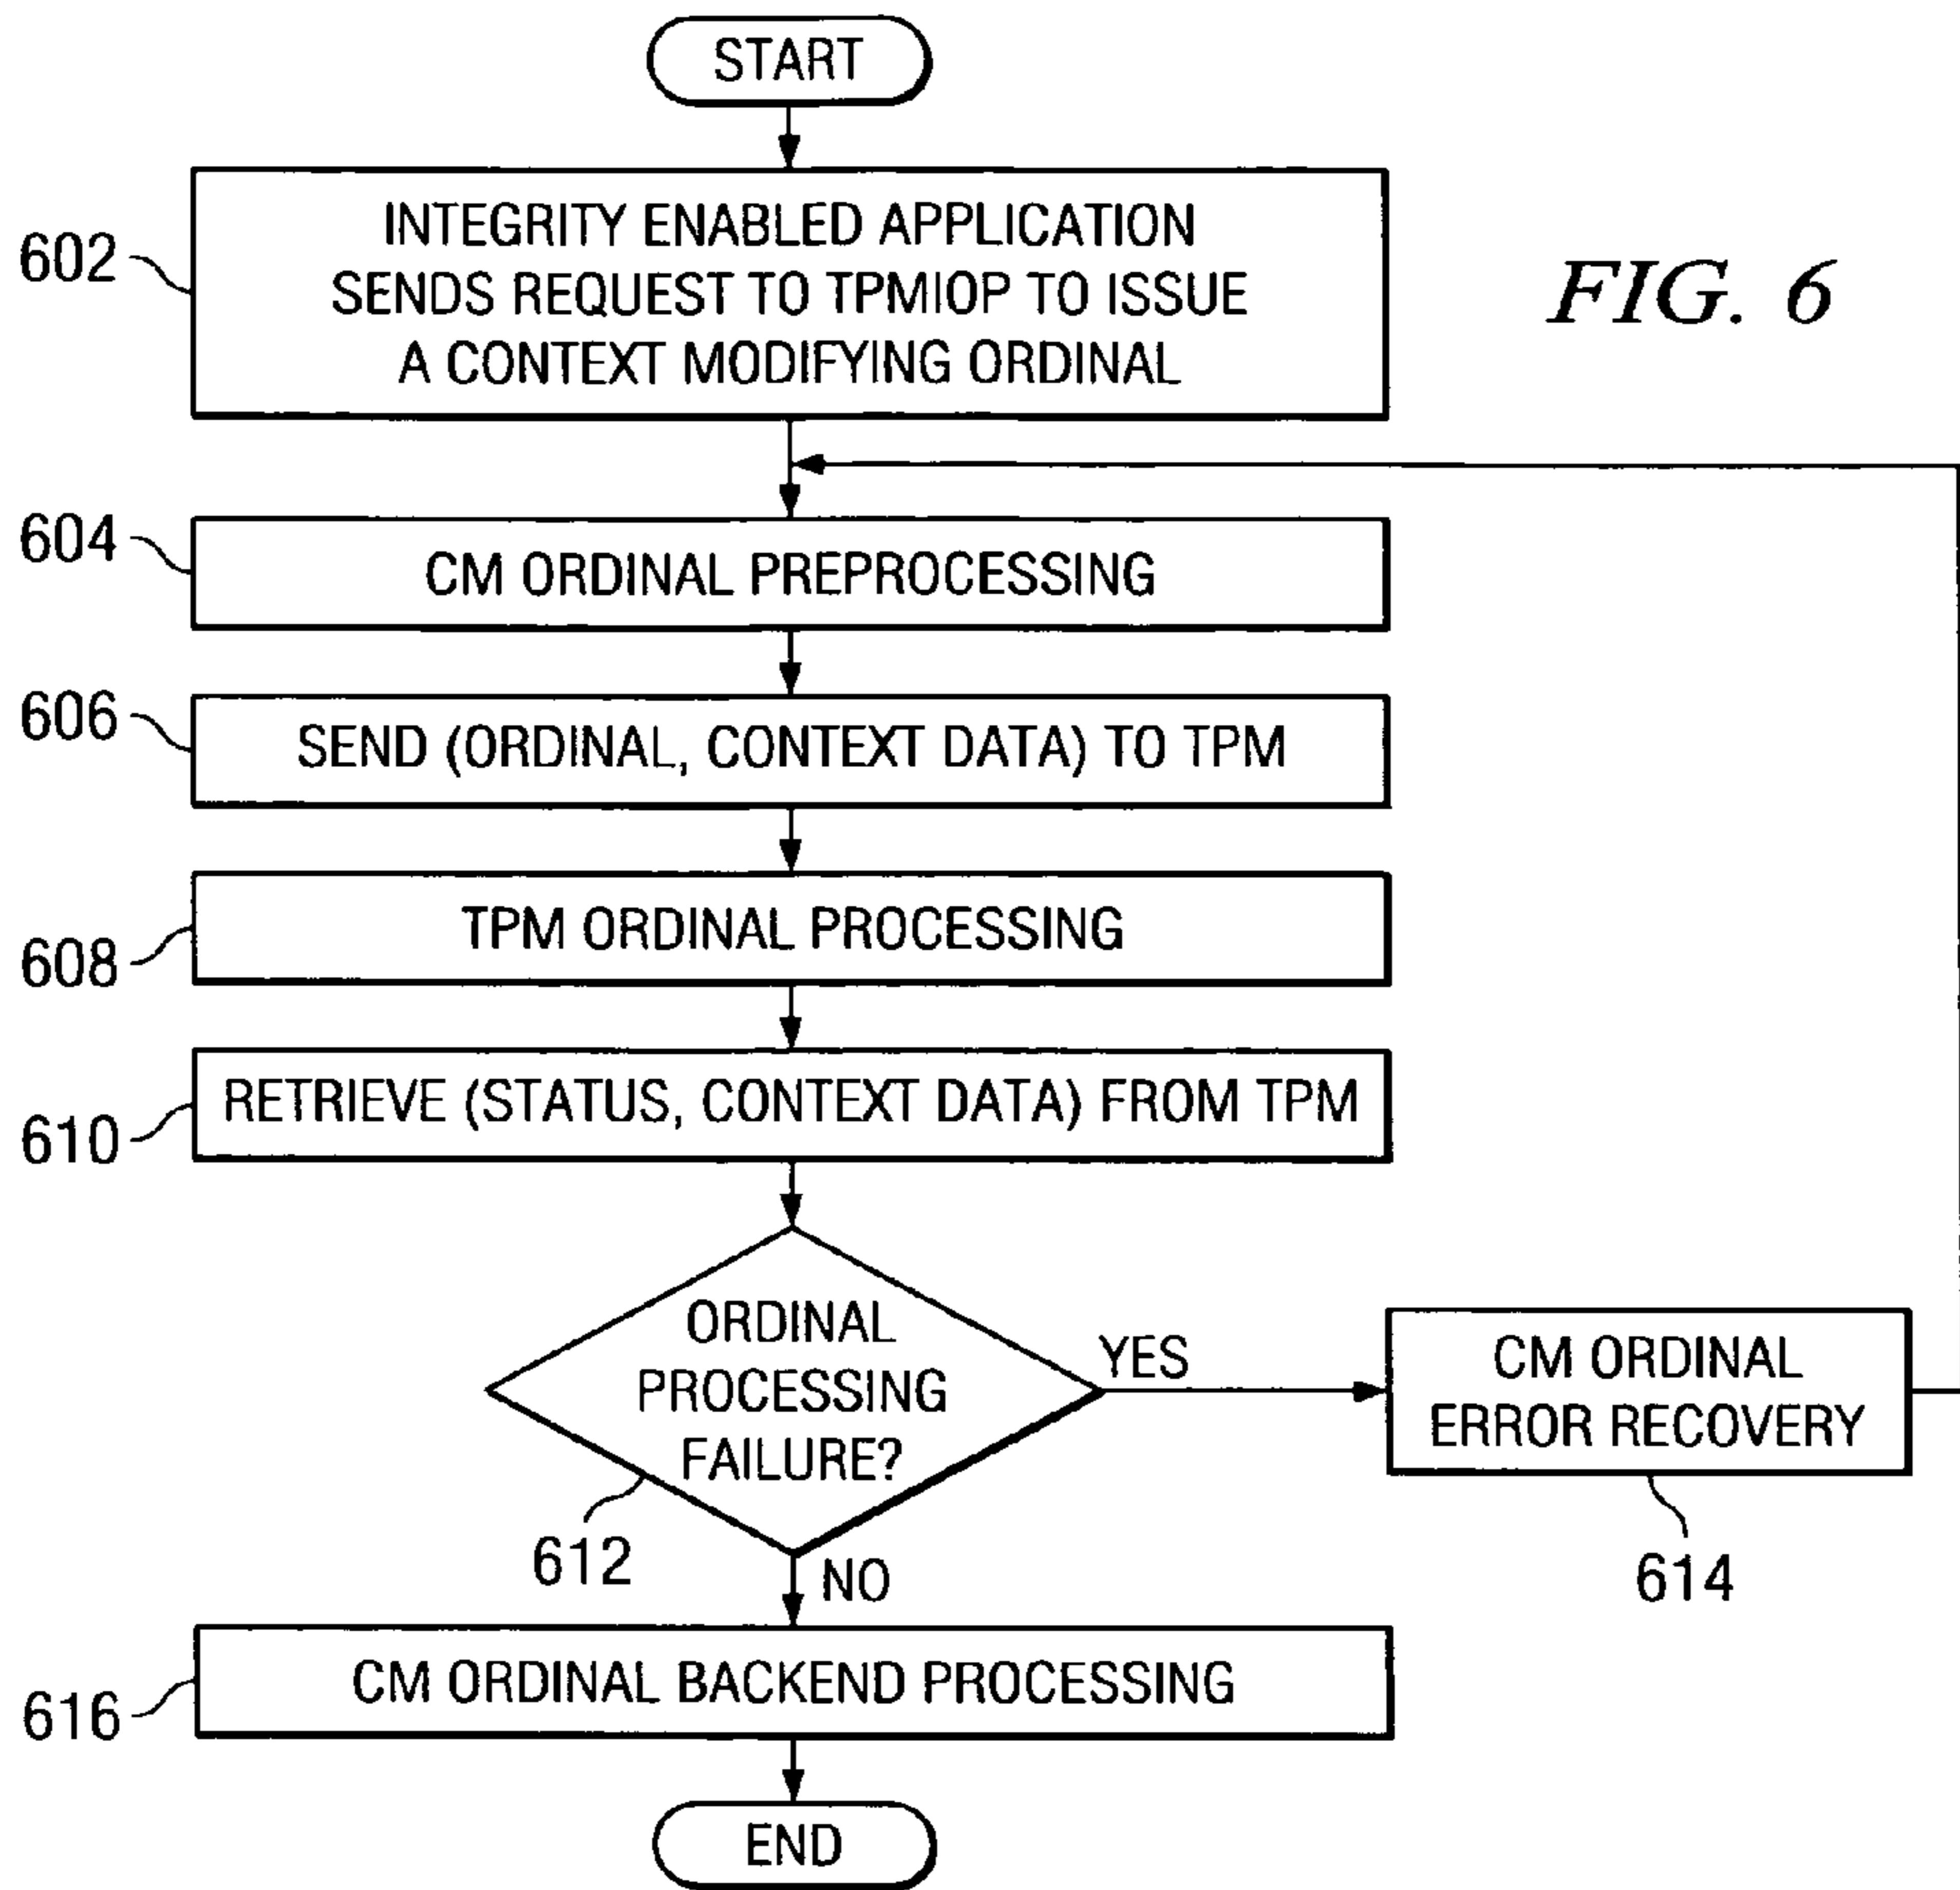 START
602
INTEGRITY ENABLED APPLICATION
SENDS REQUEST TO TPMIOP TO ISSUE
A CONTEXT MODIFYING ORDINAL
FIG. 6
604
CM ORDINAL PREPROCESSING
606
SEND (ORDINAL, CONTEXT DATA) TO TPM
608
TPM ORDINAL PROCESSING
610
RETRIEVE (STATUS, CONTEXT DATA) FROM TPM
ORDINAL
PROCESSING
FAILURE?
612
YES
CM ORDINAL
ERROR RECOVERY
614
NO
616
CM ORDINAL BACKEND PROCESSING
END